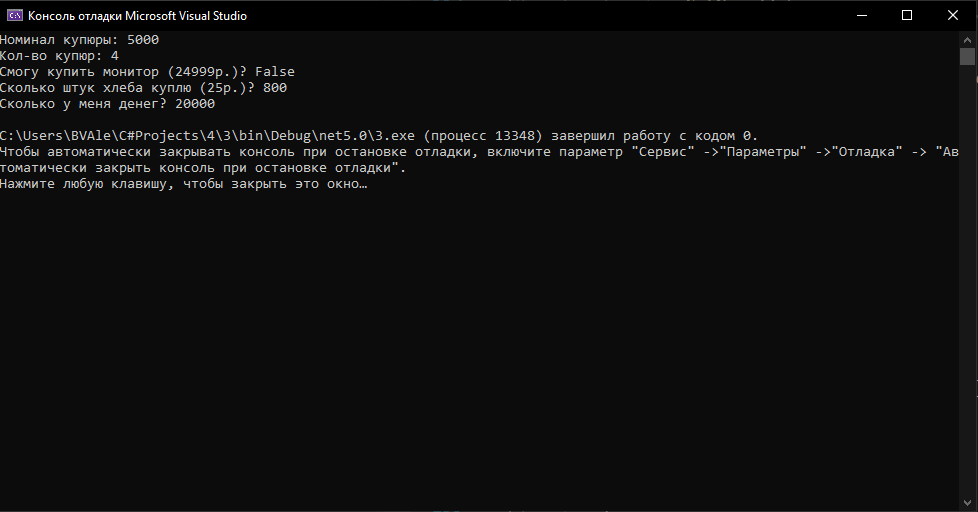 Консоль отладки Microsoft Visual Studio
Номинал купюры: 5000
Кол-во купюр: 4
Смогу купить монитор (24999р.)? False
Сколько штук хлеба куплю (25р.)? 800
Сколько у меня денег? 20000
C:\Users\BVAle\C#Projects\4\3\bin\Debug\net5.0\3.exe (процесс 13348) завершил работу с кодом 0.
Чтобы автоматически закрывать консоль при остановке отладки, включите параметр "Сервис" ->"Параметры" ->"Отладка" -> "Ав
томатически закрыть консоль при остановке отладки".
Нажмите любую клавишу, чтобы закрыть это окно…